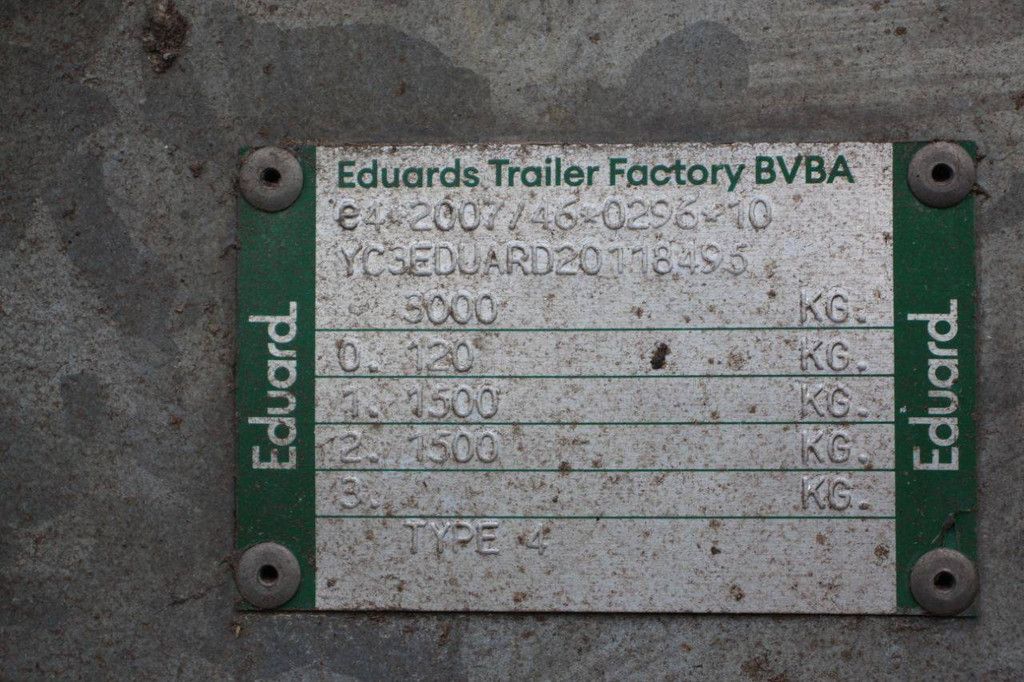 Eduards Trailer Factory BVBA
e4*2007/46*0296*10
YC3EDUARD20118495
3000 KG.
0. 120 KG.
1. 1500 KG.
2. 1500 KG.
3. KG.
TYPE 4
Eduard
Eduard